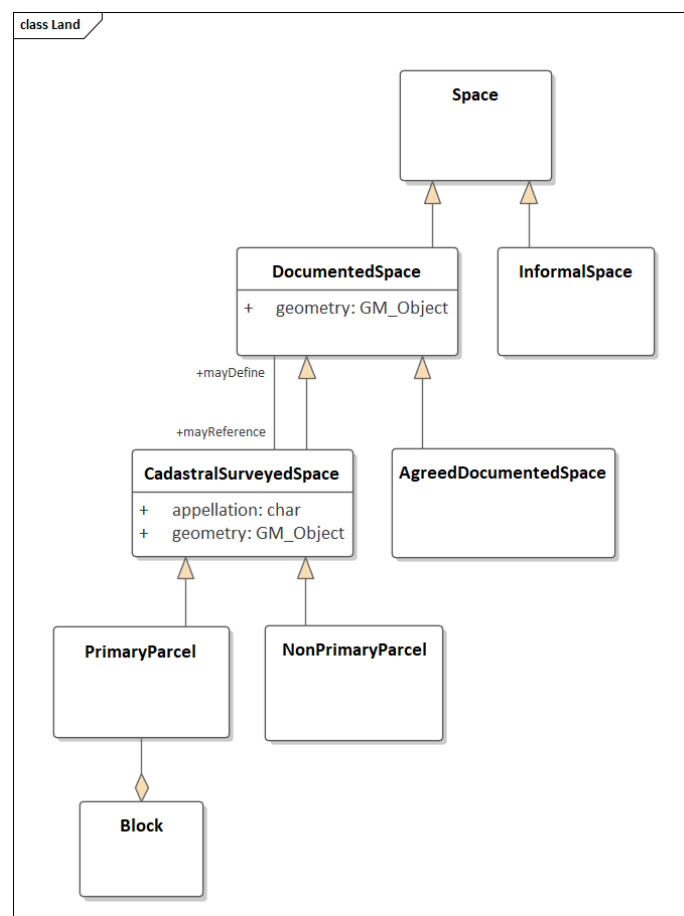 class Land
Space
DocumentedSpace
+ geometry: GM_Object
InformalSpace
+mayDefine
+mayReference
CadastralSurveyedSpace
+ appellation: char
+ geometry: GM_Object
AgreedDocumentedSpace
PrimaryParcel
NonPrimaryParcel
Block